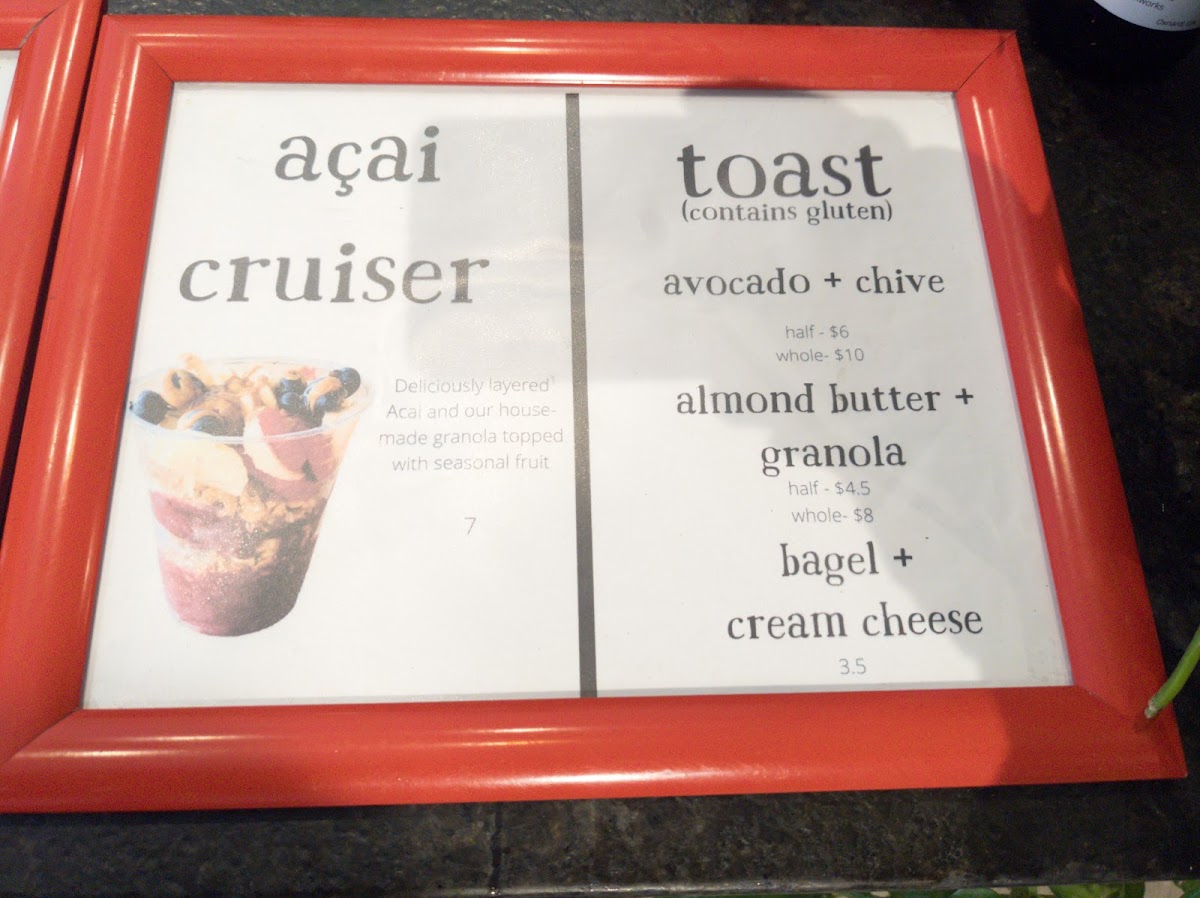 açai
cruiser
Deliciously layered
Acai and our house-
made granola topped
with seasonal fruit
7
toast
(contains gluten)
avocado + chive
half - $6
whole- $10
almond butter +
granola
half - $4.5
whole- $8
bagel +
cream cheese
3.5